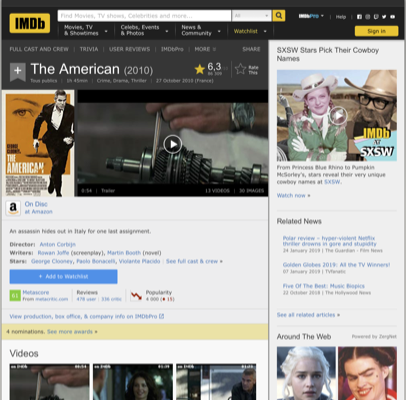 IMDb
Find Movies, TV shows, Celebrities and more...
All
IMDbPro
Help
Movies, TV & Showtimes
Celebs, Events & Photos
News & Community
Watchlist
Sign in
FULL CAST AND CREW | TRIVIA | USER REVIEWS | IMDbPro | MORE
SHARE
The American (2010)
6,3
Rate This
Tous publics | 1h 45min | Crime, Drama, Thriller | 27 October 2010 (France)
GEORGE CLOONEY
THE AMERICAN
0:54 | Trailer
13 VIDEOS | 50 IMAGES
On Disc
at Amazon
An assassin hides out in Italy for one last assignment.
Director: Anton Corbijn
Writers: Rowan Joffe (screenplay), Martin Booth (novel)
Stars: George Clooney, Paolo Bonacelli, Violante Placido | See full cast & crew »
+ Add to Watchlist
61
Metascore
From metacritic.com
Reviews
478 user | 336 critic
Popularity
View production, box office, & company info on IMDbPro
4 nominations. See more awards »
Videos
SXSW Stars Pick Their Cowboy
Names
IMDb
at
SXSW
From Princess Blue Rhino to Pumpkin
McSorley's, stars reveal their very unique
cowboy names at SXSW.
Watch now »
Related News
Polar review – hyper-violent Netflix
thriller drowns in gore and stupidity
24 January 2019 | The Guardian - Film News
Golden Globes 2019: All the TV Winners!
07 January 2019 | TVfanatic
Five Of The Best: Music Biopics
22 October 2018 | The Hollywood News
See all related articles »
Around The Web
Powered by ZergNet